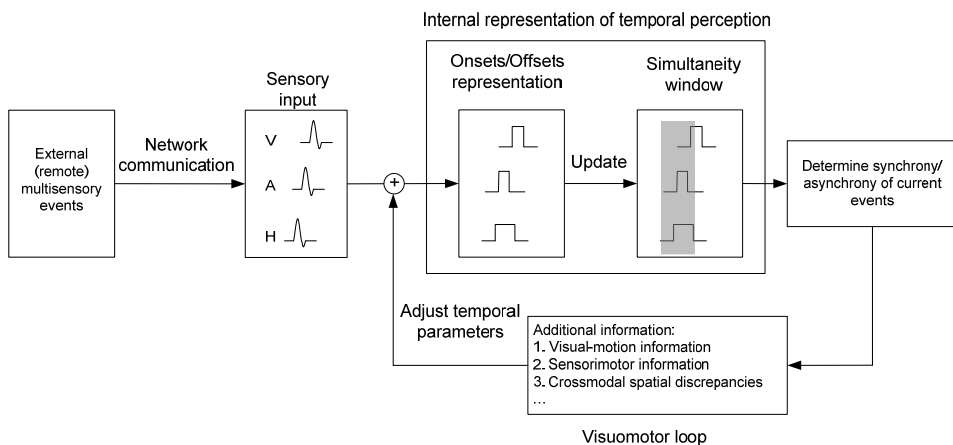 Internal representation of temporal perception
Onsets/Offsets
representation
Simultaneity
window
Sensory
input
External
(remote)
multisensory
events
Network
communication
V
A
H
+
Update
Determine synchrony/
asynchrony of current
events
Adjust temporal
parameters
Additional information:
1. Visual-motion information
2. Sensorimotor information
3. Crossmodal spatial discrepancies
...
Visuomotor loop